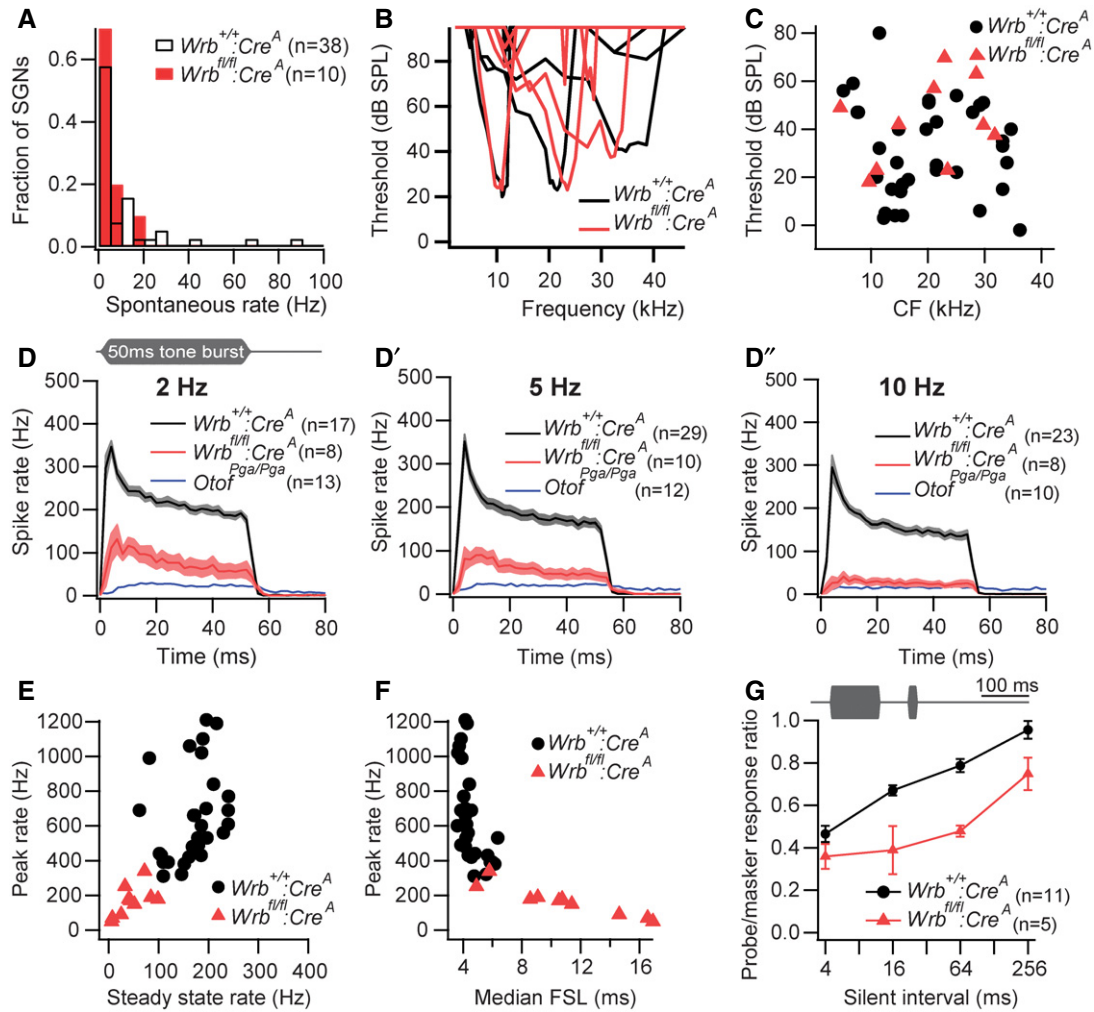 A
Wrb+/+:CreA (n=38)
Wrbfl/fl:CreA (n=10)
Fraction of SGNs
0.6
0.4
0.2
0.0
0 20 40 60 80 100
Spontaneous rate (Hz)
B
Threshold (dB SPL)
80
60
40
20
0
10 20 30 40
Frequency (kHz)
Wrb+/+:CreA
Wrbfl/fl:CreA
C
Wrb+/+:CreA
Wrbfl/fl:CreA
Threshold (dB SPL)
80
60
40
20
0
10 20 30 40
CF (kHz)
D
50ms tone burst
2 Hz
Wrb+/+:CreA (n=17)
Wrbfl/fl:CreA (n=8)
OtofPga/Pga (n=13)
Spike rate (Hz)
500
400
300
200
100
0
0 20 40 60 80
Time (ms)
D′
5 Hz
Wrb+/+:CreA (n=29)
Wrbfl/fl:CreA (n=10)
OtofPga/Pga (n=12)
Spike rate (Hz)
500
400
300
200
100
0
0 20 40 60 80
Time (ms)
D″
10 Hz
Wrb+/+:CreA (n=23)
Wrbfl/fl:CreA (n=8)
OtofPga/Pga (n=10)
Spike rate (Hz)
500
400
300
200
100
0
0 20 40 60 80
Time (ms)
E
Peak rate (Hz)
1200
1000
800
600
400
200
0
Wrb+/+:CreA
Wrbfl/fl:CreA
0 100 200 300 400
Steady state rate (Hz)
F
Peak rate (Hz)
1200
1000
800
600
400
200
0
Wrb+/+:CreA
Wrbfl/fl:CreA
4 8 12 16
Median FSL (ms)
G
100 ms
Probe/masker response ratio
1.0
0.8
0.6
0.4
0.2
0.0
Wrb+/+:CreA (n=11)
Wrbfl/fl:CreA (n=5)
4 16 64 256
Silent interval (ms)